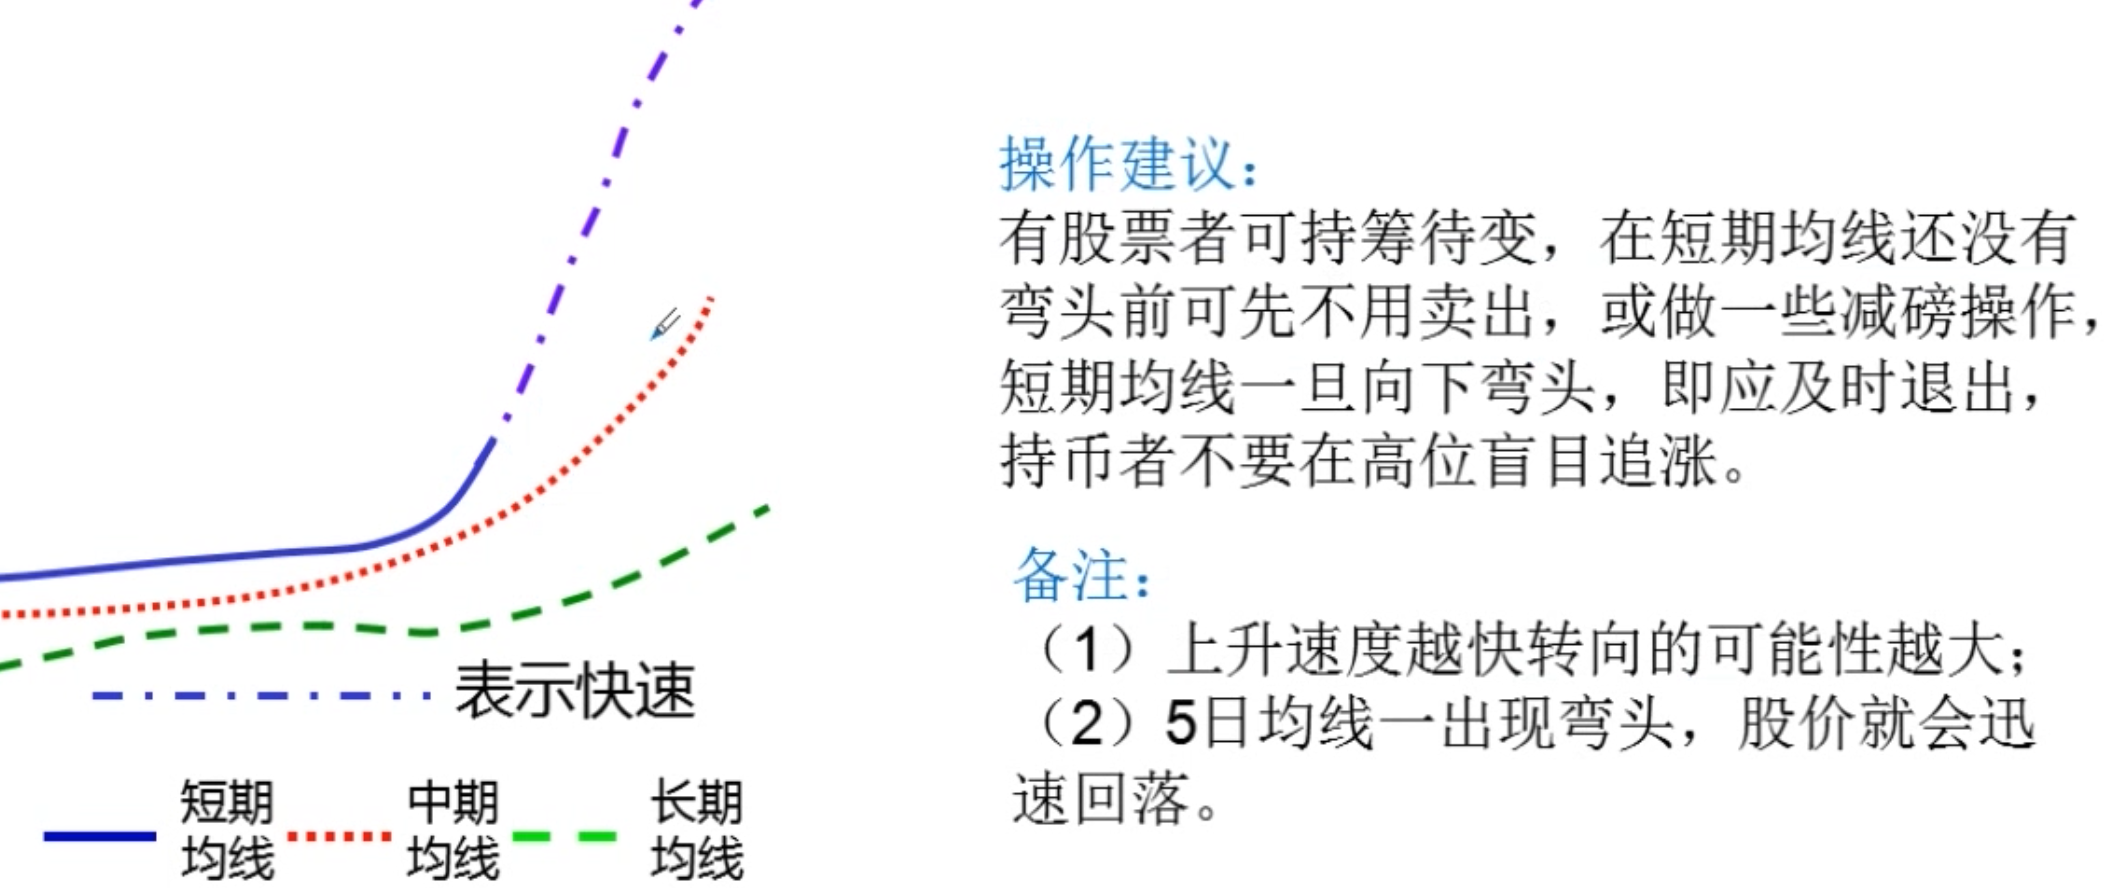 操作建议：
有股票者可持筹待变，在短期均线还没有
弯头前可先不用卖出，或做一些减磅操作，
短期均线一旦向下弯头，即应及时退出，
持币者不要在高位盲目追涨。
备注：
（1）上升速度越快转向的可能性越大；
（2）5日均线一出现弯头，股价就会迅
速回落。
表示快速
短期
均线
中期
均线
长期
均线